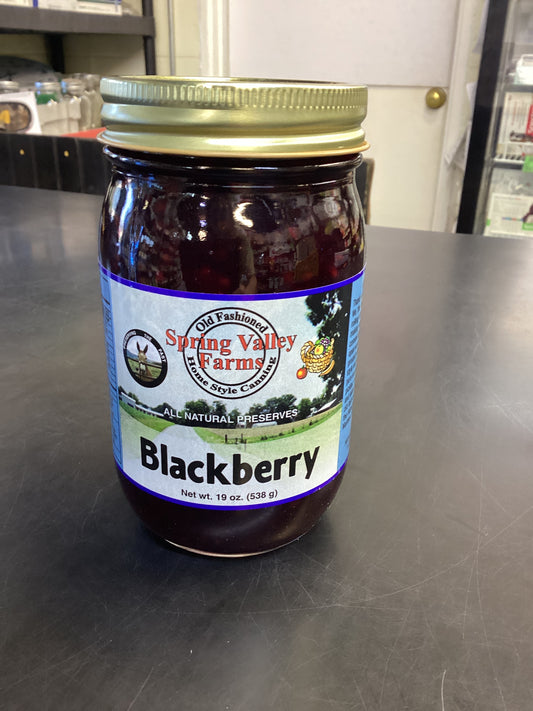 Old Fashioned
Spring Valley
Farms
Home Style Canning
ALL NATURAL PRESERVES
Blackberry
Net wt. 19 oz. (538 g)